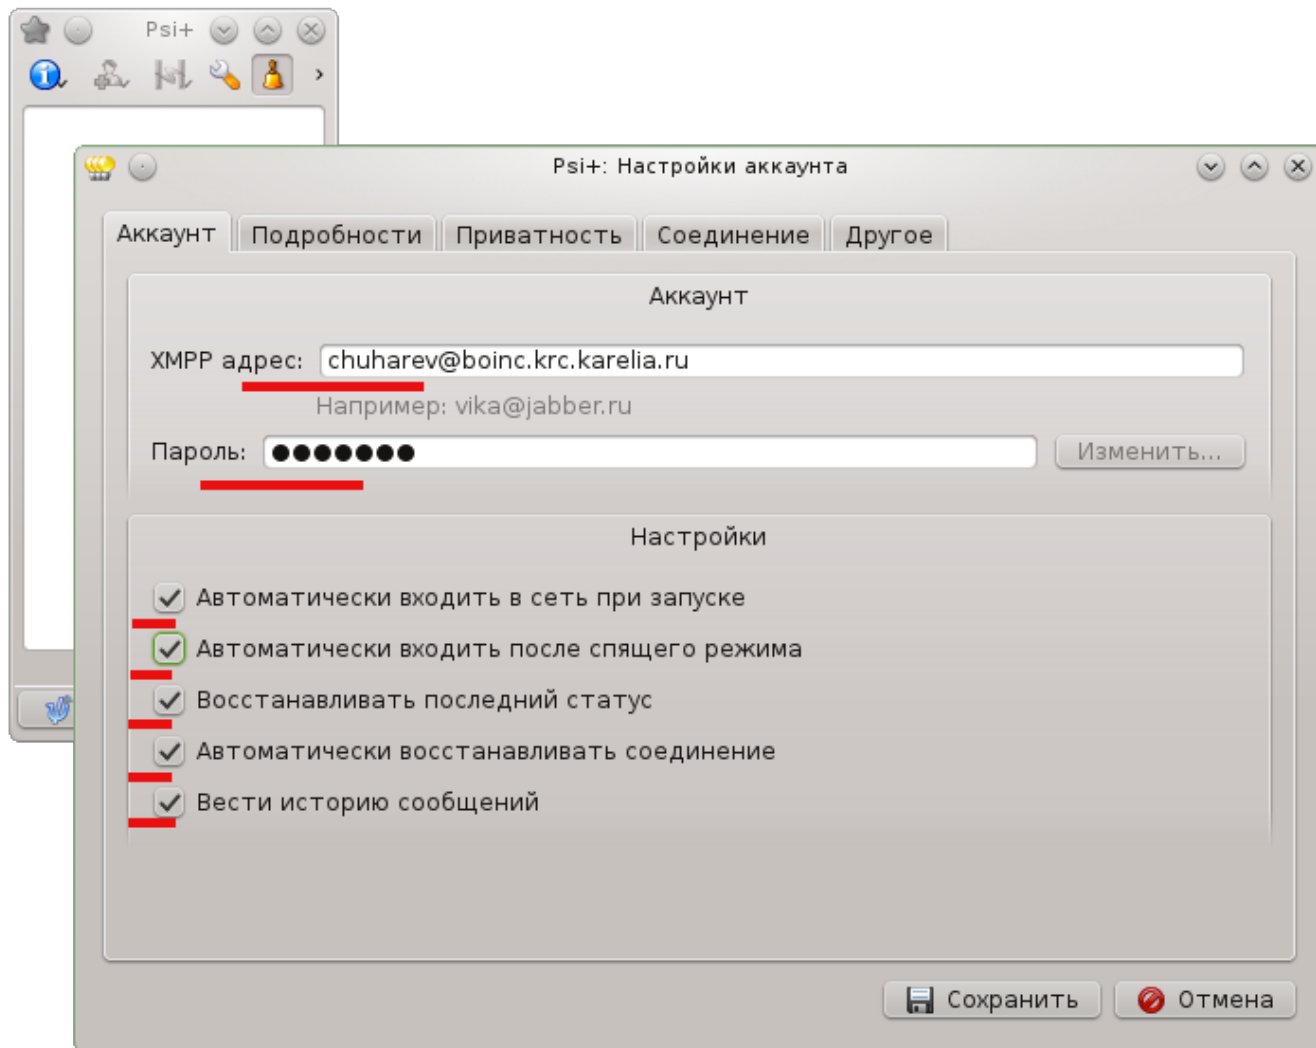 Psi+
Psi+: Настройки аккаунта
Аккаунт Подробности Приватность Соединение Другое
Аккаунт
XMPP адрес: chuharev@boinc.krc.karelia.ru
Например: vika@jabber.ru
Пароль: ●●●●●●● Изменить...
Настройки
Автоматически входить в сеть при запуске
Автоматически входить после спящего режима
Восстанавливать последний статус
Автоматически восстанавливать соединение
Вести историю сообщений
Сохранить Отмена